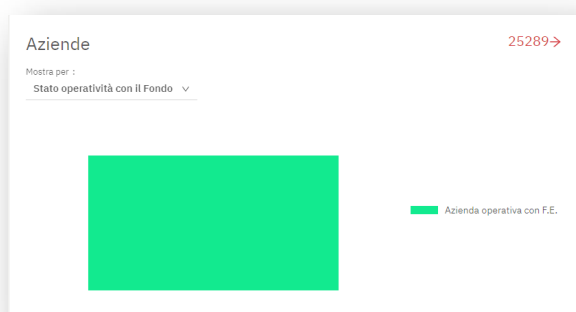 Aziende
25289→
Mostra per :
Stato operatività con il Fondo
Azienda operativa con F.E.